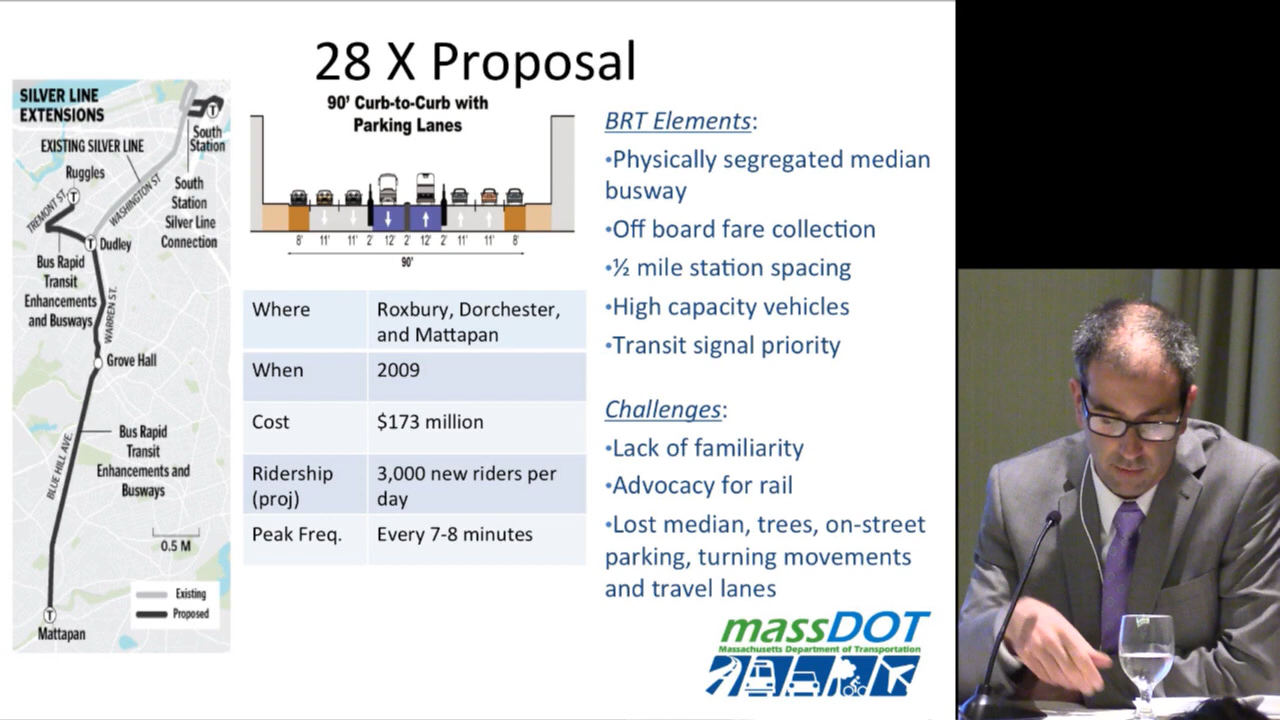 28 X Proposal
SILVER LINE
EXTENSIONS
EXISTING SILVER LINE
South
Station
Ruggles
TREMONT ST.
WASHINGTON ST
South
Station
Silver Line
Connection
Dudley
Bus Rapid
Transit
Enhancements
and Busways
WARREN ST.
Grove Hall
BLUE HILL AVE.
Bus Rapid
Transit
Enhancements and
Busways
0.5 M
Existing
Proposed
Mattapan
90' Curb-to-Curb with
Parking Lanes
8' 11' 11' 2' 12' 2' 12' 2' 11' 11' 8'
90'
Where Roxbury, Dorchester,
and Mattapan
When 2009
Cost $173 million
Ridership 3,000 new riders per
(proj) day
Peak Freq. Every 7-8 minutes
BRT Elements:
•Physically segregated median
busway
•Off board fare collection
•½ mile station spacing
•High capacity vehicles
•Transit signal priority
Challenges:
•Lack of familiarity
•Advocacy for rail
•Lost median, trees, on-street
parking, turning movements
and travel lanes
massDOT
Massachusetts Department of Transportation